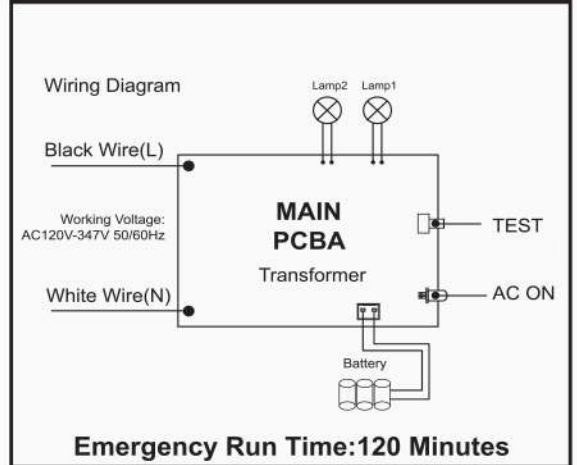 Wiring Diagram
Lamp2 Lamp1
Black Wire(L)
Working Voltage:
AC120V-347V 50/60Hz
MAIN
PCBA
TEST
Transformer
White Wire(N)
AC ON
Battery
Emergency Run Time:120 Minutes